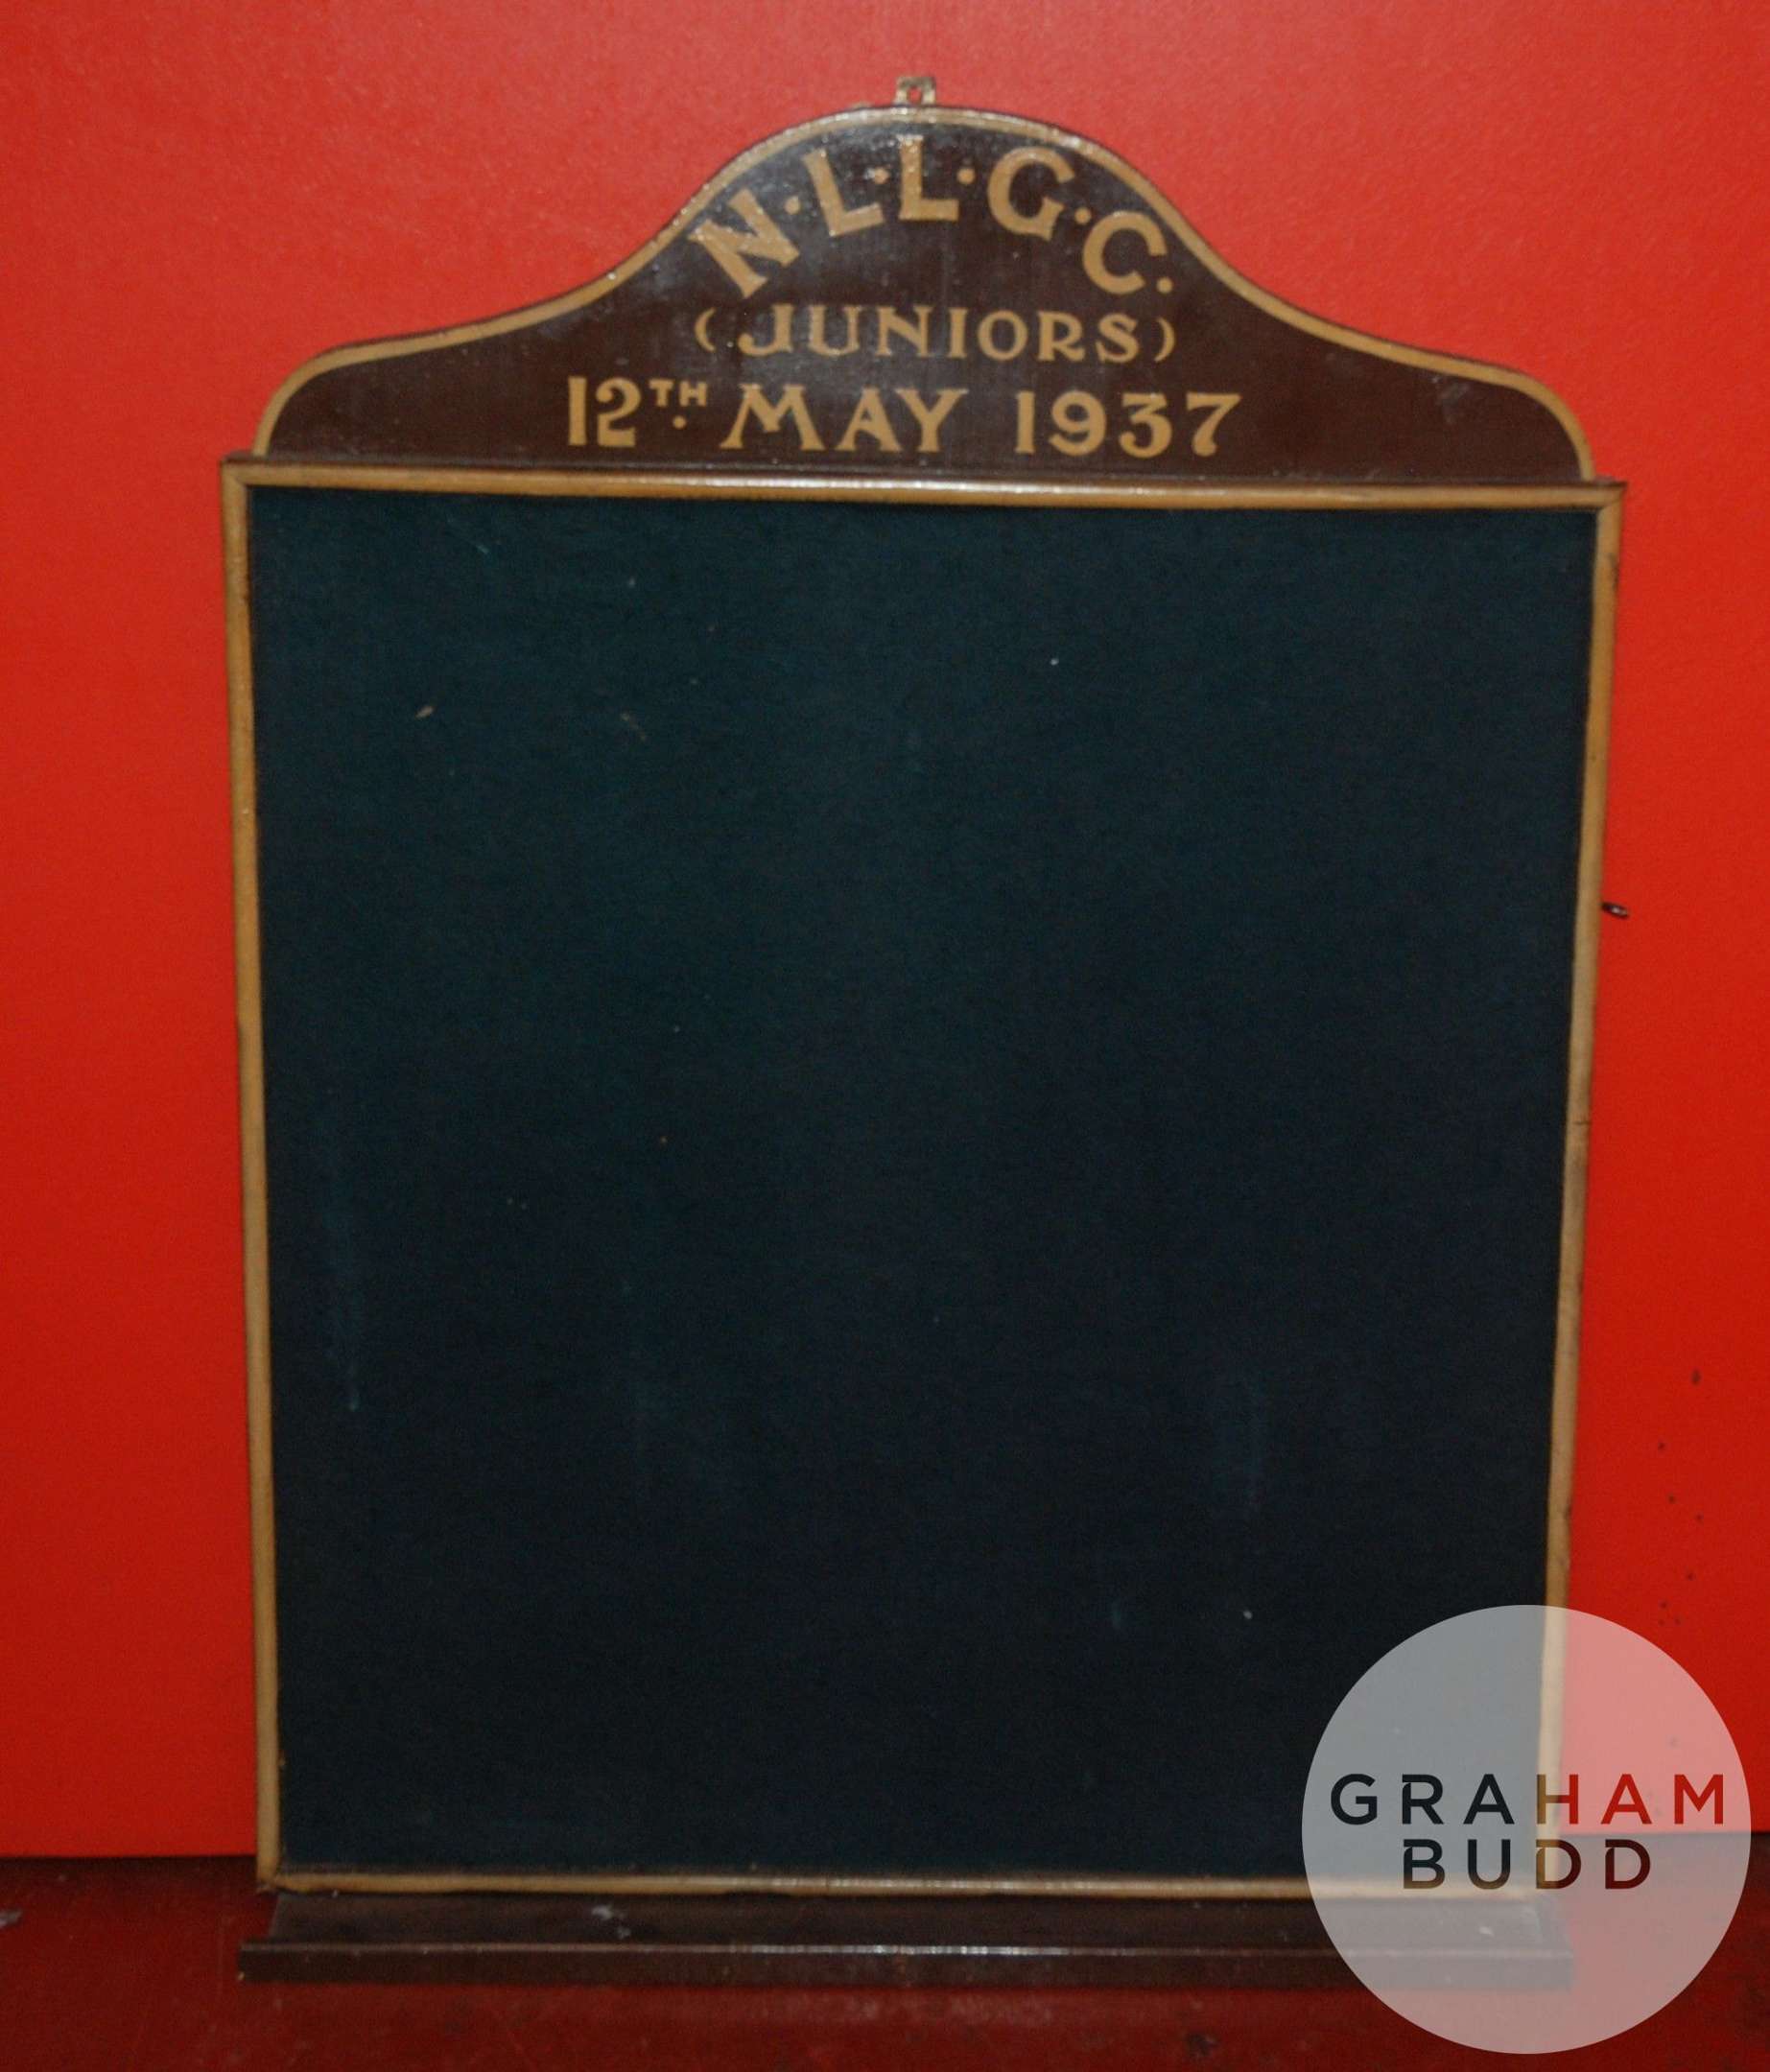 N·L·L·G·C.
(JUNIORS)
12TH MAY 1937
GRAHAM
BUDD